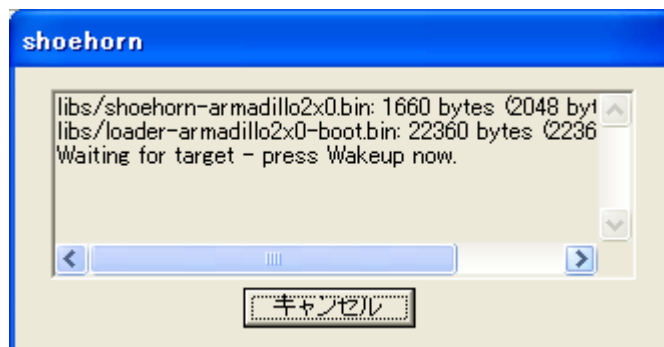 shoehorn
libs/shoehorn-armadillo2x0.bin: 1660 bytes (2048 byt
libs/loader-armadillo2x0-boot.bin: 22360 bytes (2236
Waiting for target - press Wakeup now.
キャンセル